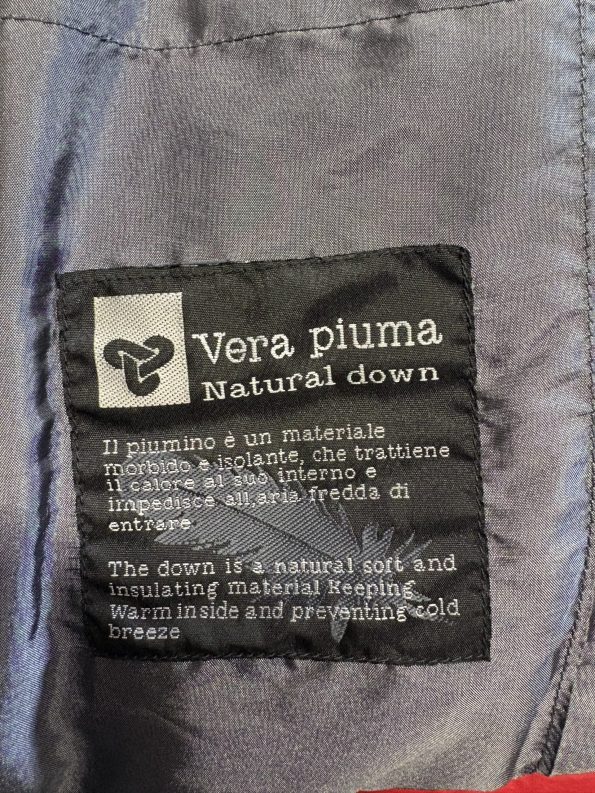 Vera piuma
Natural down
Il piumino è un materiale
morbido e isolante, che trattiene
il calore al suo interno e
impedisce all,aria fredda di
entrare
The down is a natural soft and
insulating material Keeping
Warm inside and preventing cold
breeze